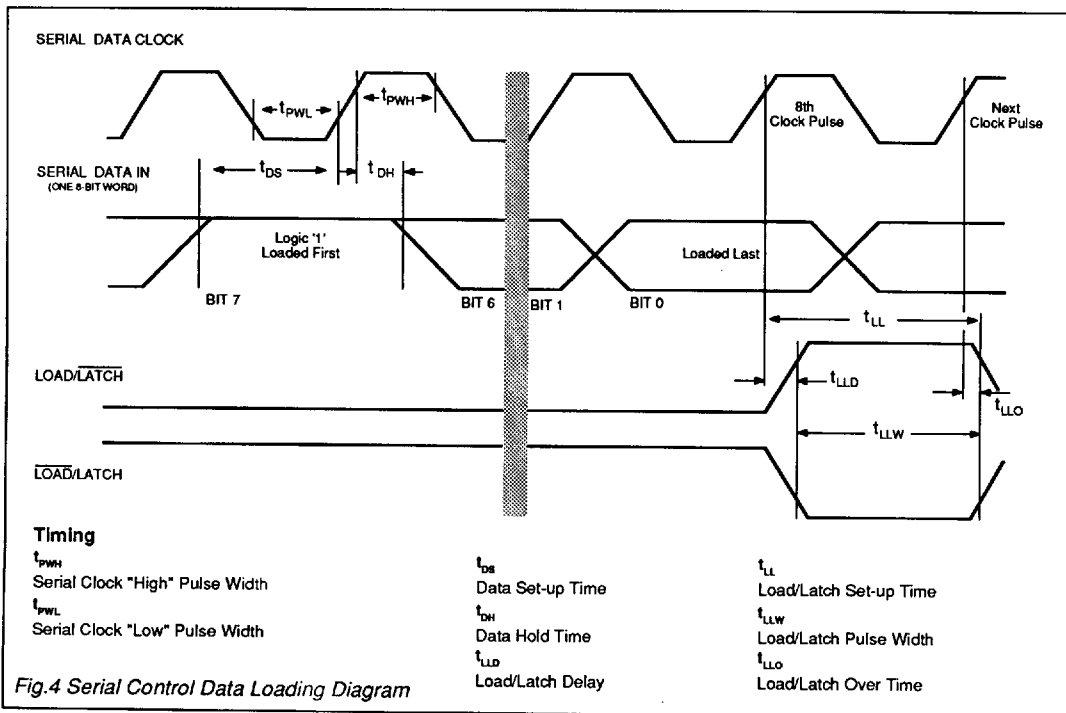 SERIAL DATA CLOCK
tPWL
tPWH
8th
Clock Pulse
Next
Clock Pulse
SERIAL DATA IN
(ONE 8-BIT WORD)
tDS
tDH
Logic '1'
Loaded First
Loaded Last
BIT 7
BIT 6
BIT 1
BIT 0
tLL
LOAD/LATCH
tLLD
tLLO
tLLW
LOAD/LATCH
Timing
tPWH
Serial Clock "High" Pulse Width
tPWL
Serial Clock "Low" Pulse Width
tDS
Data Set-up Time
tDH
Data Hold Time
tLLD
Load/Latch Delay
tLL
Load/Latch Set-up Time
tLLW
Load/Latch Pulse Width
tLLO
Load/Latch Over Time
Fig.4 Serial Control Data Loading Diagram